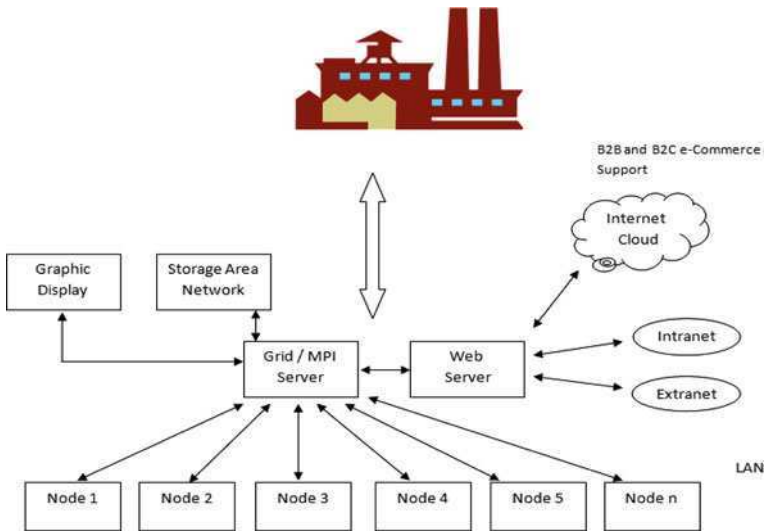 B2B and B2C e-Commerce
Support
Internet
Cloud
Graphic
Display
Storage Area
Network
Grid / MPI
Server
Web
Server
Intranet
Extranet
LAN
Node 1
Node 2
Node 3
Node 4
Node 5
Node n